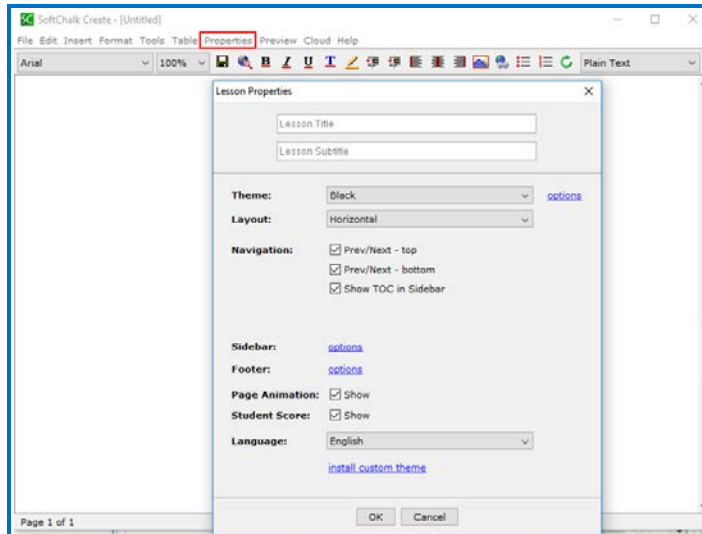 SC SoftChalk Create - [Untitled]
File Edit Insert Format Tools Table Properties Preview Cloud Help
Arial 100% B I U T Plain Text
Lesson Properties
Lesson Title
Lesson Subtitle
Theme: Black options
Layout: Horizontal
Navigation: Prev/Next - top
Prev/Next - bottom
Show TOC in Sidebar
Sidebar: options
Footer: options
Page Animation: Show
Student Score: Show
Language: English
install custom theme
OK Cancel
Page 1 of 1